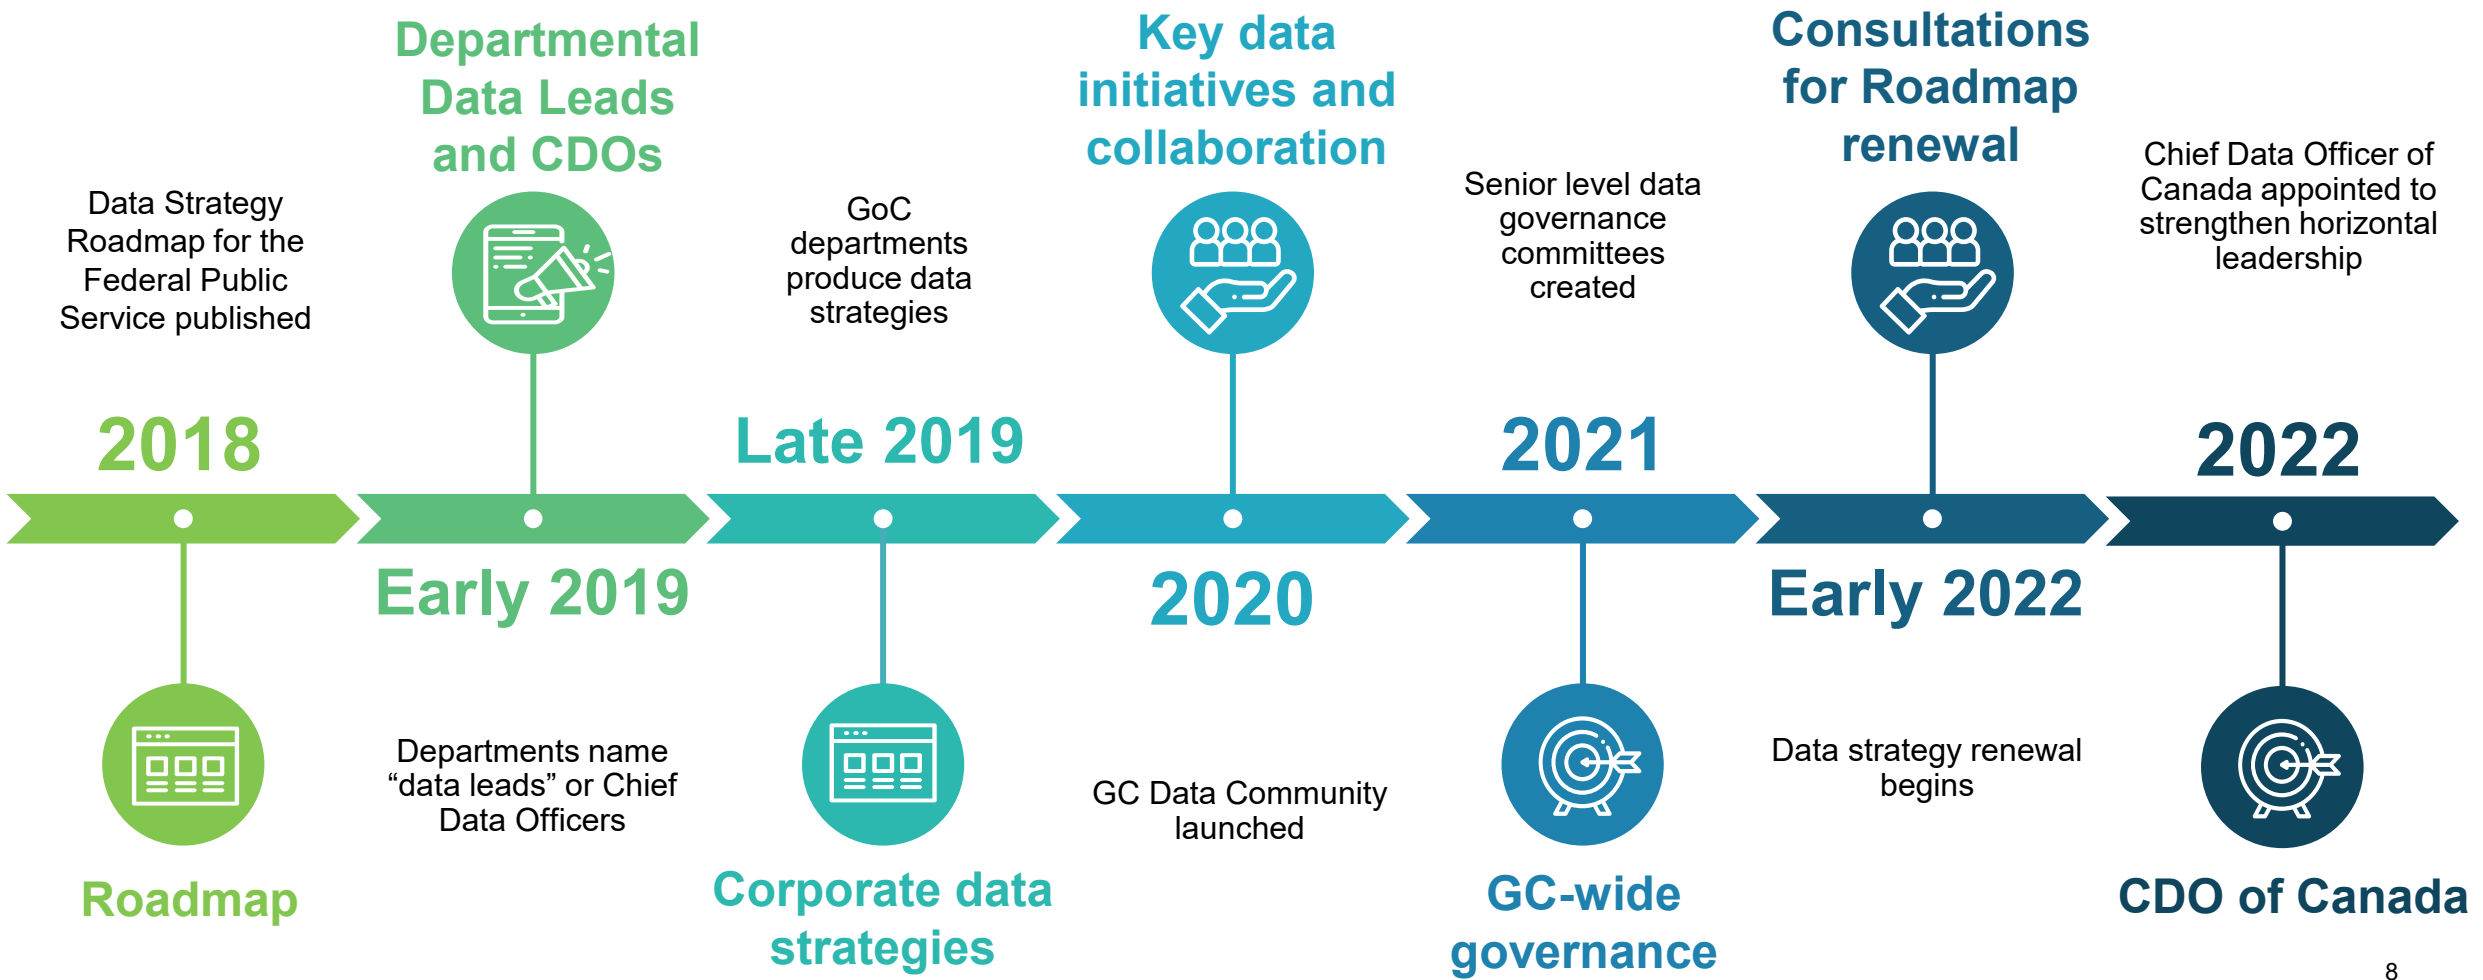 Data Strategy
Roadmap for the
Federal Public
Service published
2018
Roadmap
Departmental
Data Leads
and CDOs
Early 2019
Departments name
“data leads” or Chief
Data Officers
GoC
departments
produce data
strategies
Late 2019
Corporate data
strategies
Key data
initiatives and
collaboration
2020
GC Data Community
launched
Senior level data
governance
committees
created
2021
GC-wide
governance
Consultations
for Roadmap
renewal
Early 2022
Data strategy renewal
begins
Chief Data Officer of
Canada appointed to
strengthen horizontal
leadership
2022
CDO of Canada
8